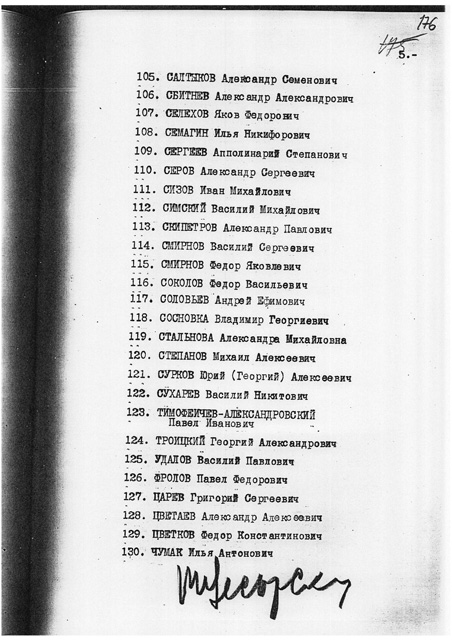 176
175
5.-
105. САЛТЫКОВ Александр Семенович
106. СБИТНЕВ Александр Александрович
107. СЕЛЕХОВ Яков Федорович
108. СЕМАГИН Илья Никифорович
109. СЕРГЕЕВ Апполинарий Степанович
110. СЕРОВ Александр Сергеевич
111. СИЗОВ Иван Михайлович
112. СИМСКИЙ Василий Михайлович
113. СКИПЕТРОВ Александр Павлович
114. СМИРНОВ Василий Сергеевич
115. СМИРНОВ Федор Яковлевич
116. СОКОЛОВ Федор Васильевич
117. СОЛОВЬЕВ Андрей Ефимович
118. СОСНОВКА Владимир Георгиевич
119. СТАЛЬНОВА Александра Михайловна
120. СТЕПАНОВ Михаил Алексеевич
121. СУРКОВ Юрий (Георгий) Алексеевич
122. СУХАРЕВ Василий Никитович
123. ТИМОФЕИЧЕВ-АЛЕКСАНДРОВСКИЙ
Павел Иванович
124. ТРОИЦКИЙ Георгий Александрович
125. УДАЛОВ Василий Павлович
126. ФРОЛОВ Павел Федорович
127. ЦАРЕВ Григорий Сергеевич
128. ЦВЕТАЕВ Александр Алексеевич
129. ЦВЕТКОВ Федор Константинович
130. ЧУМАК Илья Антонович